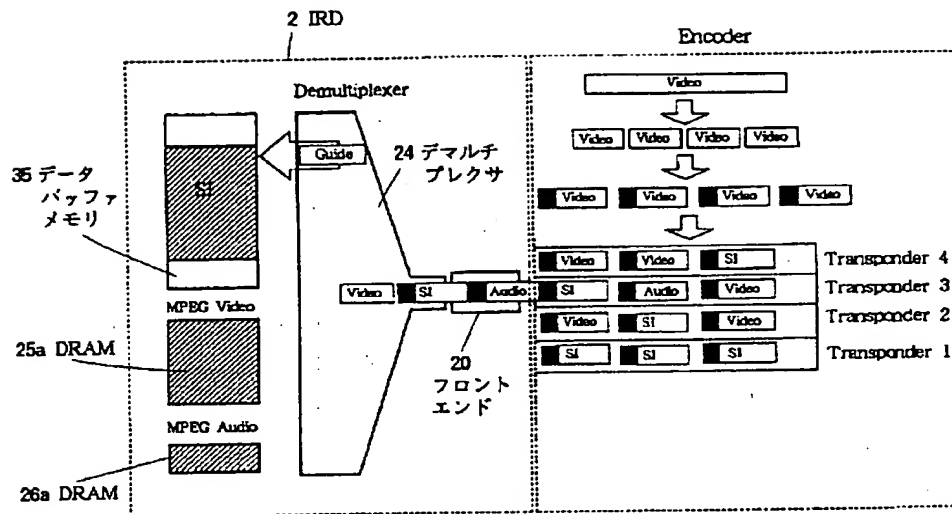 2 IRD
Encoder
Demultiplexer
Video
Video Video Video Video
Guide
24 デマルチ
プレクサ
35 データ
バッファ
メモリ
SI
Video Video Video Video
Video Video SI Transponder 4
Video SI Audio SI Audio Video Transponder 3
MPEG Video
Video SI Video Transponder 2
25a DRAM
SI SI SI Transponder 1
20
フロント
エンド
MPEG Audio
26a DRAM